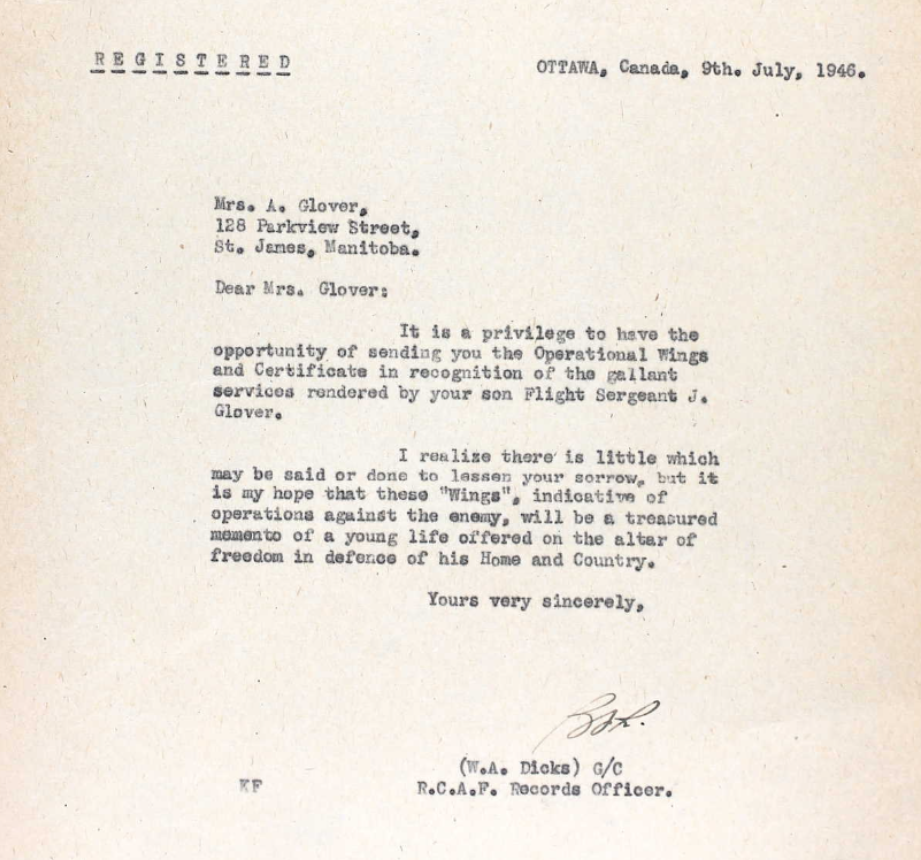 REGISTERED
OTTAWA, Canada, 9th. July, 1946.
Mrs. A. Glover,
128 Parkview Street,
St. James, Manitoba.
Dear Mrs. Glover:
It is a privilege to have the
opportunity of sending you the Operational Wings
and Certificate in recognition of the gallant
services rendered by your son Flight Sergeant J.
Glover.
I realize there is little which
may be said or done to lessen your sorrow, but it
is my hope that these "Wings", indicative of
operations against the enemy, will be a treasured
memento of a young life offered on the altar of
freedom in defence of his Home and Country.
Yours very sincerely,
(W.A. Dicks) G/C
KF
R.C.A.F. Records Officer.